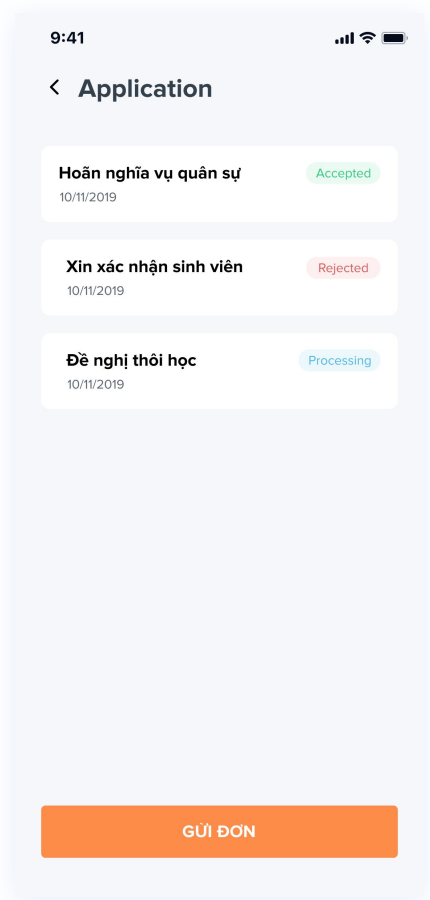 9:41
Application
Hoãn nghĩa vụ quân sự
Accepted
10/11/2019
Xin xác nhận sinh viên
Rejected
10/11/2019
Đề nghị thôi học
Processing
10/11/2019
GỬI ĐƠN